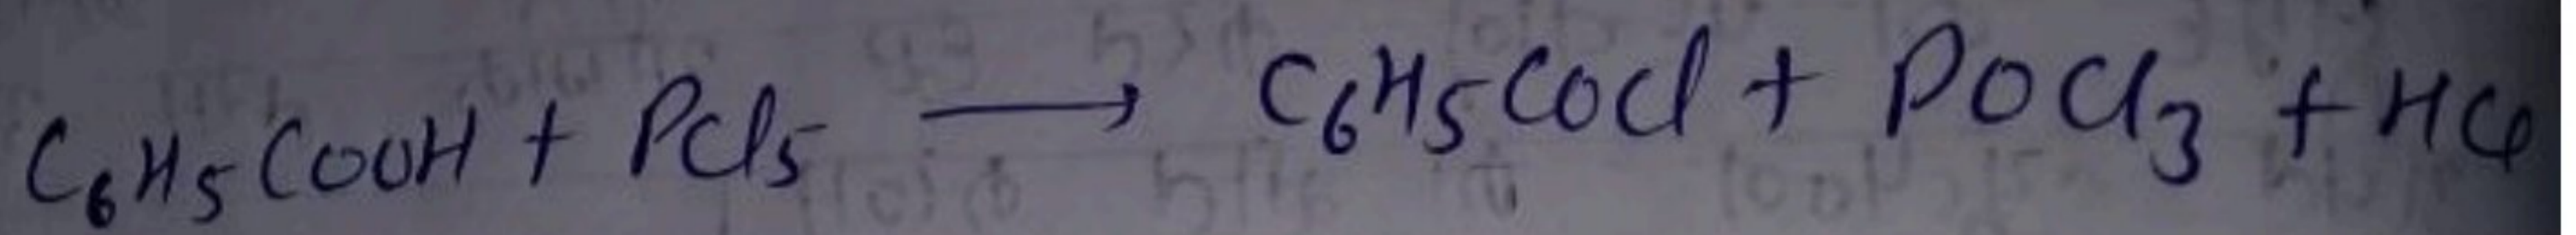 C₆H₅COOH + PCl₅ ⟶ C₆H₅COCl + POCl₃ + HCl